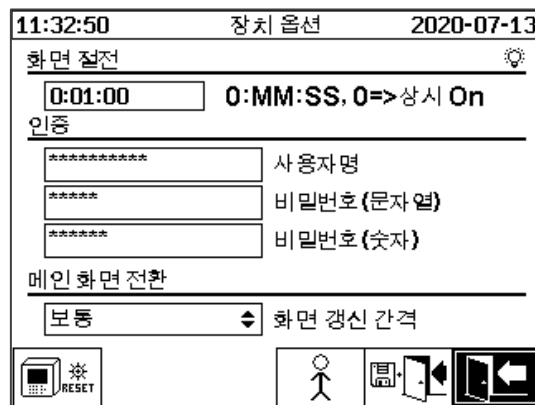 11:32:50 장치 옵션 2020-07-13
화면 절전
0:01:00 0:MM:SS, 0=>상시 On
인증
********** 사용자명
***** 비밀번호(문자열)
****** 비밀번호(숫자)
메인 화면 전환
보통 화면 갱신 간격
RESET